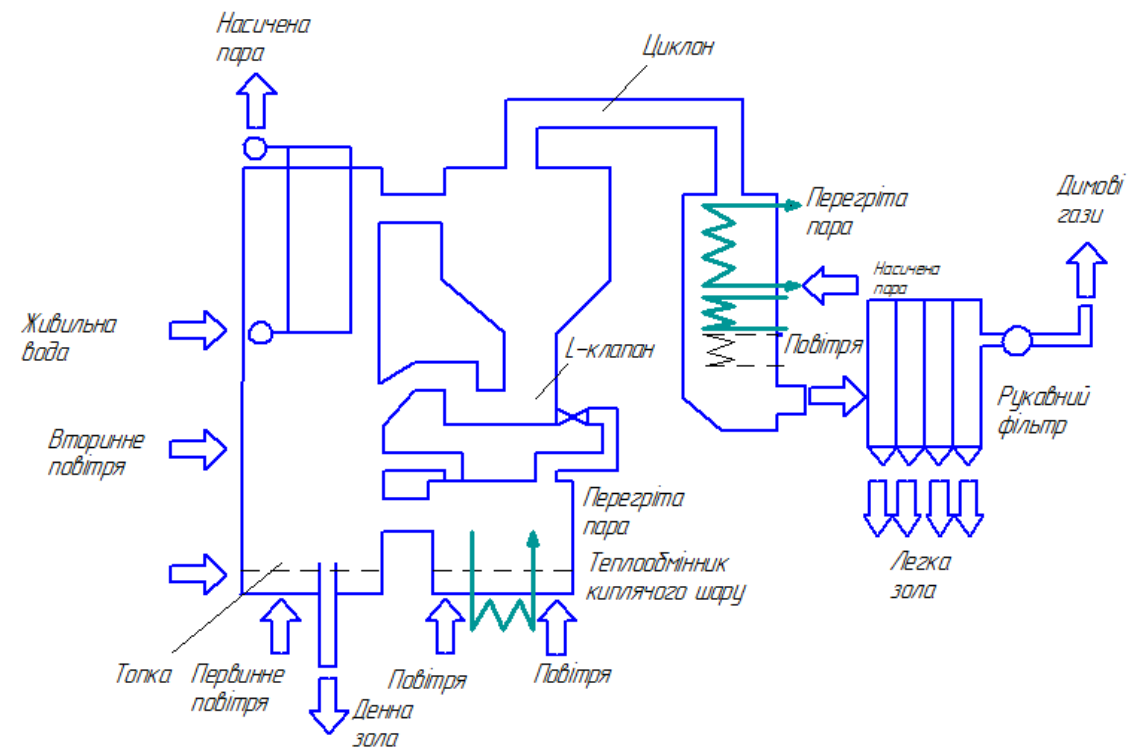 Насичена
пара
Циклон
Димові
гази
Перегріта
пара
Насичена
пара
Живильна
вода
L-клапан
Повітря
Рукавний
фільтр
Вторинне
повітря
Перегріта
пара
Теплообмінник
киплячого шару
Легка
зола
Топка
Первинне
повітря
Повітря
Повітря
Денна
зола